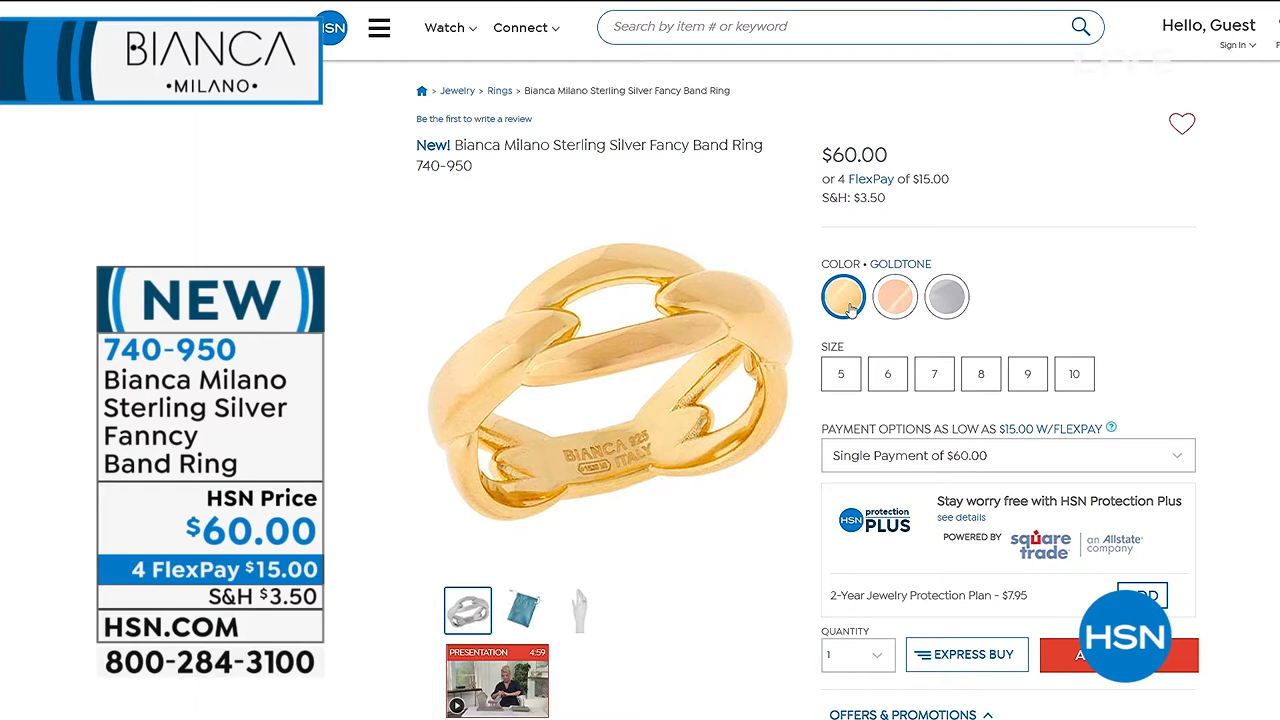 BIANCA
•MILANO•
HSN
Watch
Connect
Search by item # or keyword
Hello, Guest
Sign In
LIVE
Jewelry > Rings > Bianca Milano Sterling Silver Fancy Band Ring
Be the first to write a review
New! Bianca Milano Sterling Silver Fancy Band Ring
740-950
$60.00
or 4 FlexPay of $15.00
S&H: $3.50
COLOR • GOLDTONE
SIZE
5 6 7 8 9 10
PAYMENT OPTIONS AS LOW AS $15.00 W/FLEXPAY ?
Single Payment of $60.00
HSN protection PLUS
Stay worry free with HSN Protection Plus
see details
POWERED BY square trade an Allstate company
2-Year Jewelry Protection Plan - $7.95
QUANTITY
1
EXPRESS BUY
HSN
OFFERS & PROMOTIONS
BIANCA 925
ITALY
PRESENTATION 4:59
NEW
740-950
Bianca Milano
Sterling Silver
Fanncy
Band Ring
HSN Price
$60.00
4 FlexPay $15.00
S&H $3.50
HSN.COM
800-284-3100